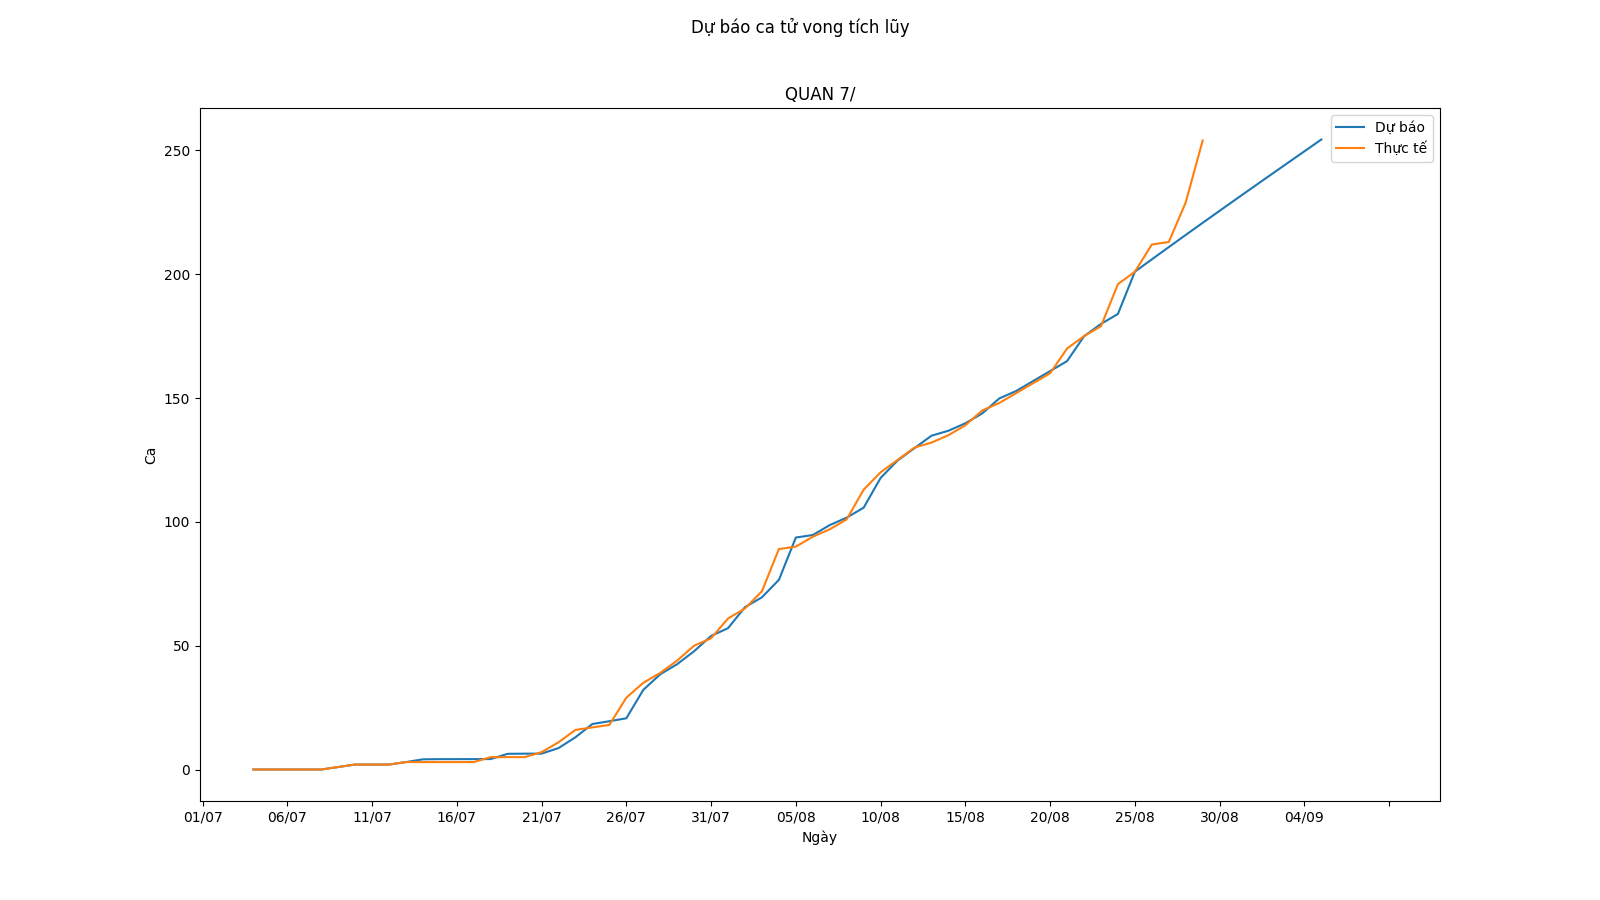 Dự báo ca tử vong tích lũy
QUAN 7/
Dự báo
Thực tế
250
200
150
100
50
0
Ca
01/07 06/07 11/07 16/07 21/07 26/07 31/07 05/08 10/08 15/08 20/08 25/08 30/08 04/09
Ngày